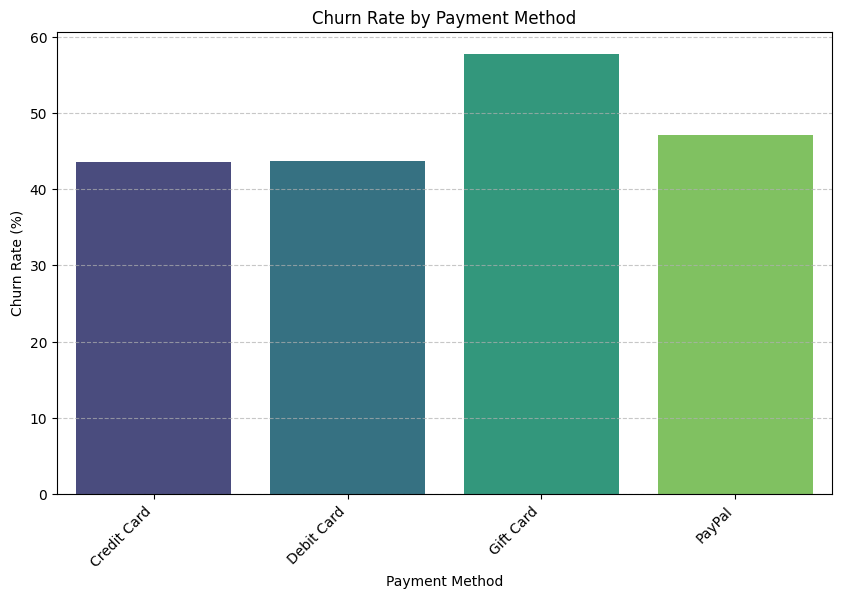 Churn Rate by Payment Method
Churn Rate (%)
60
50
40
30
20
10
0
Credit Card
Debit Card
Gift Card
PayPal
Payment Method